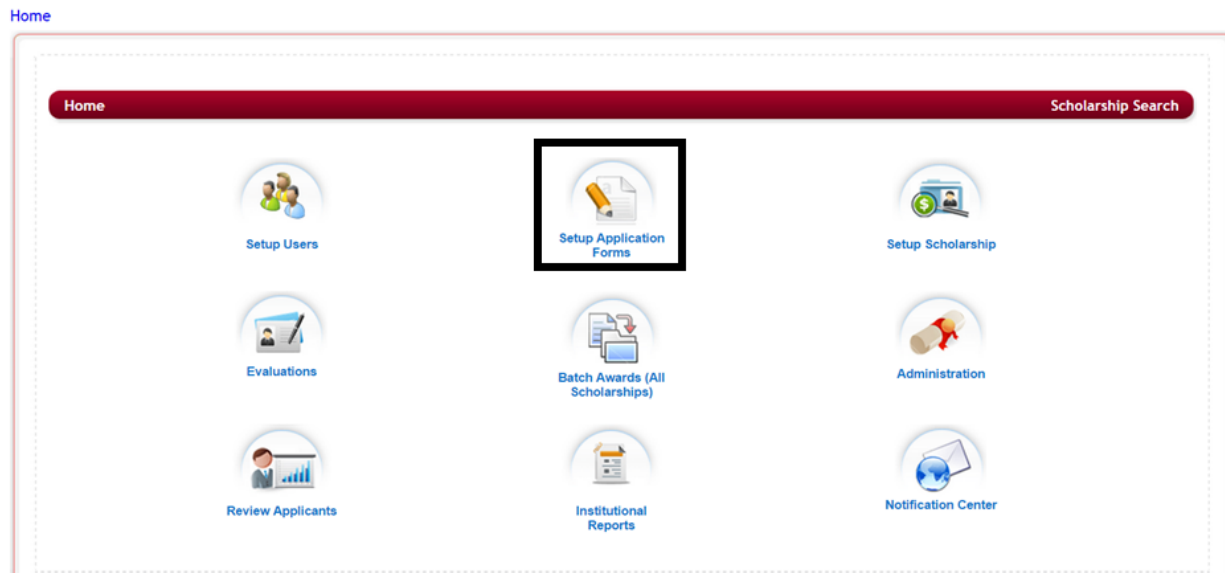 Home
Home
Scholarship Search
Setup Users
Setup Application
Forms
Setup Scholarship
Evaluations
Batch Awards (All
Scholarships)
Administration
Review Applicants
Institutional
Reports
Notification Center